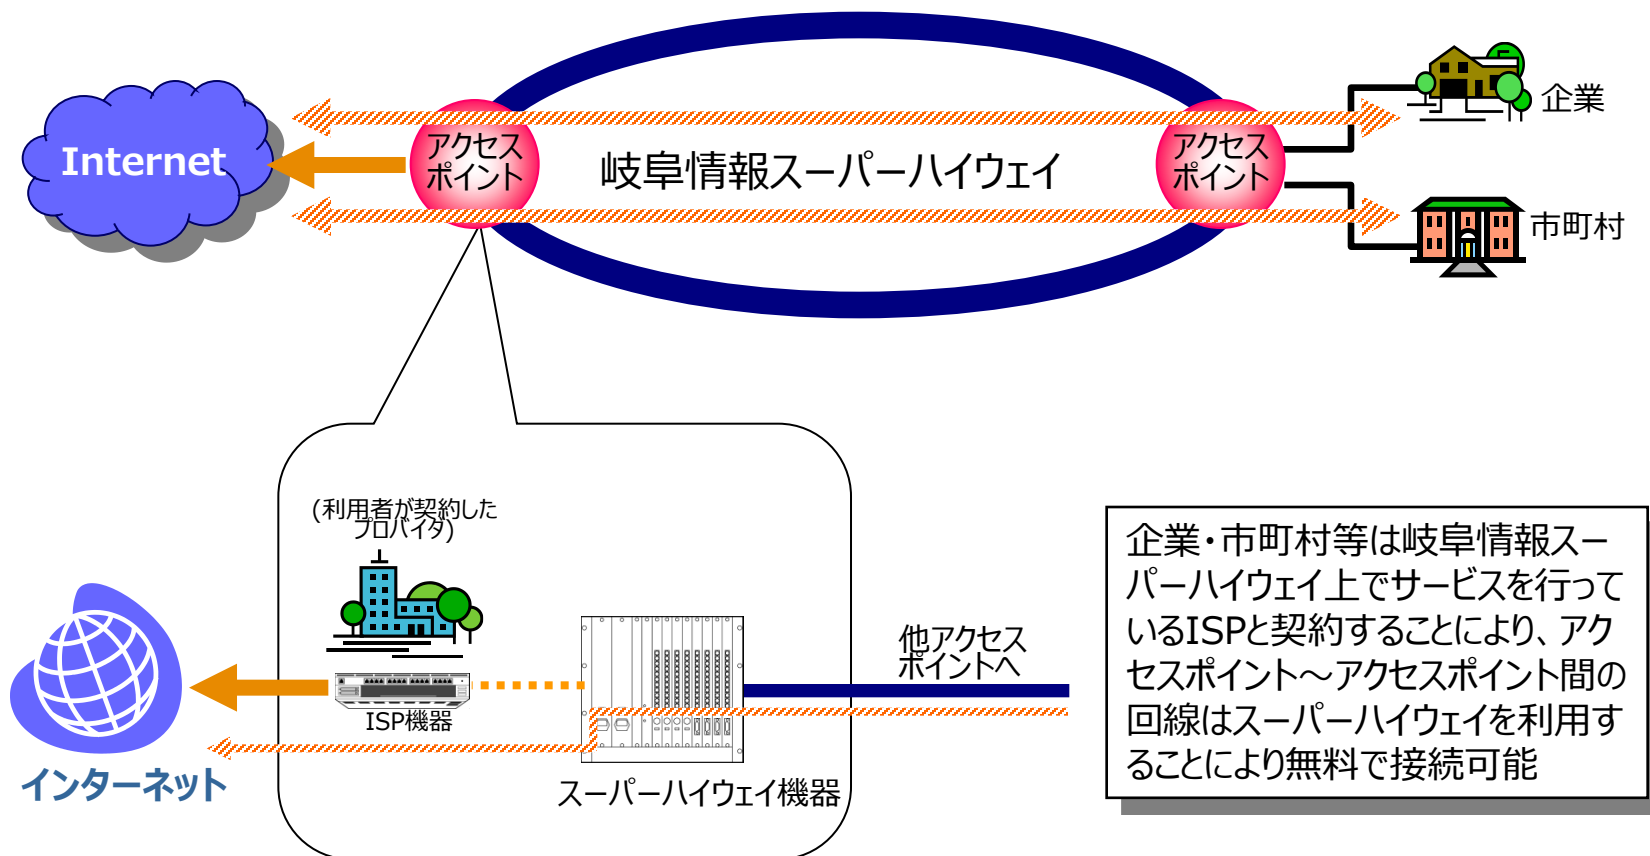 Internet
アクセス
ポイント
岐阜情報スーパーハイウェイ
アクセス
ポイント
企業
市町村
(利用者が契約した
プロバイダ)
ISP機器
インターネット
スーパーハイウェイ機器
他アクセス
ポイントへ
企業・市町村等は岐阜情報スー
パーハイウェイ上でサービスを行って
いるISPと契約することにより、アク
セスポイント～アクセスポイント間の
回線はスーパーハイウェイを利用す
ることにより無料で接続可能